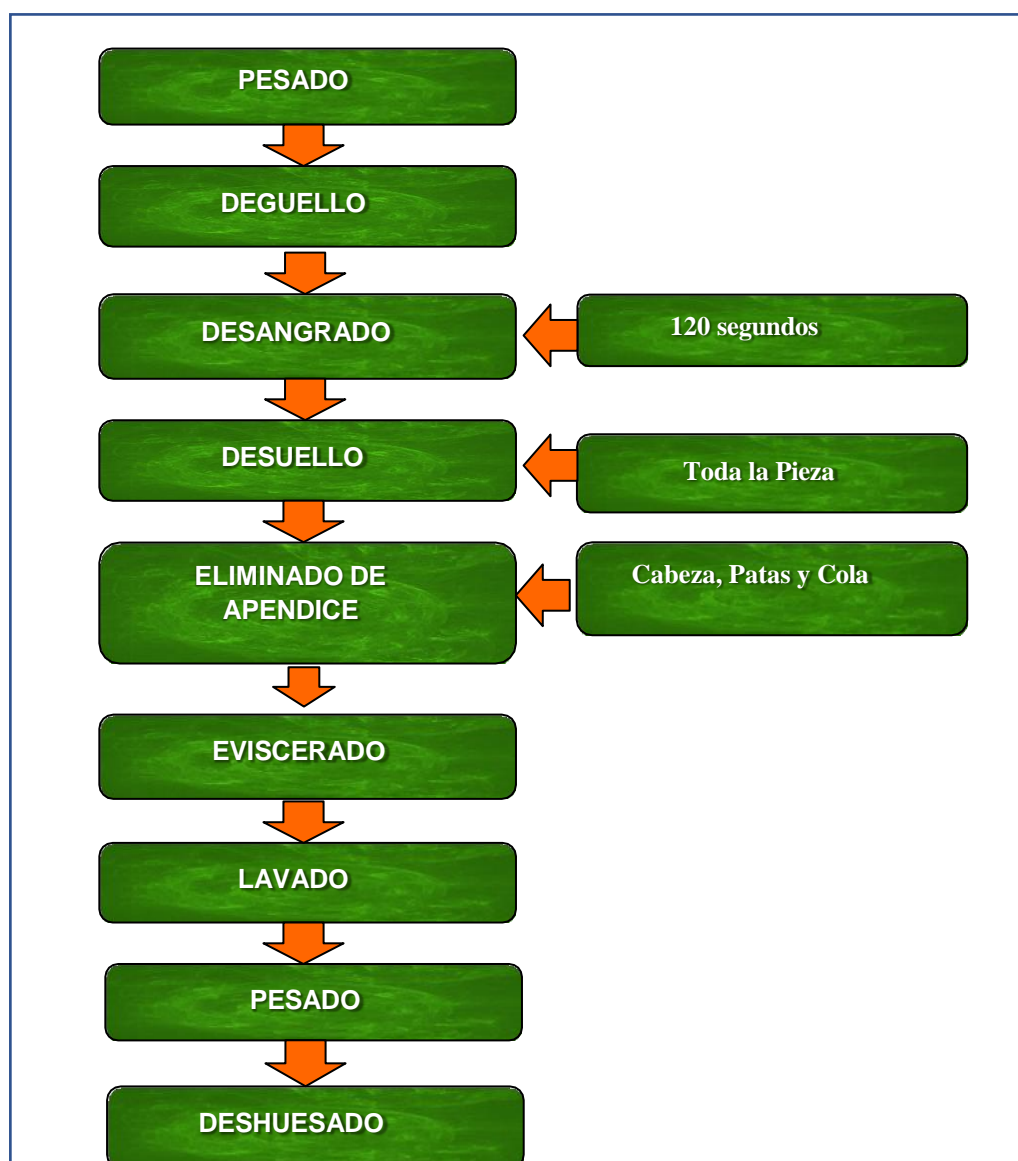 PESADO
DEGUELLO
DESANGRADO
120 segundos
DESUELLO
Toda la Pieza
ELIMINADO DE
APENDICE
Cabeza, Patas y Cola
EVISCERADO
LAVADO
PESADO
DESHUESADO